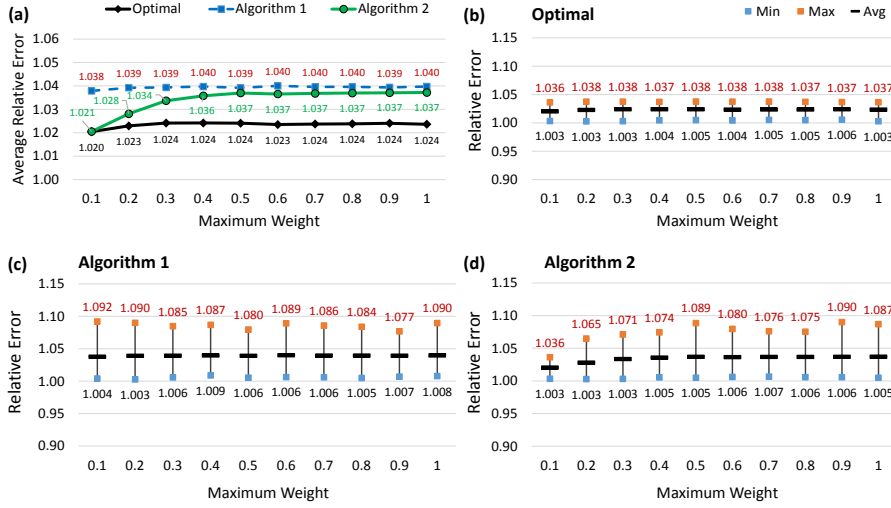 (a)
Optimal Algorithm 1 Algorithm 2
Average Relative Error
1.06
1.05
1.04
1.03
1.02
1.01
1.00
1.038 1.039 1.039 1.040 1.039 1.040 1.040 1.040 1.039 1.040
1.021 1.028 1.034 1.036 1.037 1.037 1.037 1.037 1.037 1.037
1.020 1.023 1.024 1.024 1.024 1.023 1.024 1.024 1.024 1.024
0.1 0.2 0.3 0.4 0.5 0.6 0.7 0.8 0.9 1
Maximum Weight
(b)
Optimal
Min Max Avg
Relative Error
1.15
1.10
1.05
1.00
0.95
0.90
1.036 1.038 1.038 1.037 1.038 1.038 1.038 1.037 1.037 1.037
1.003 1.003 1.003 1.004 1.005 1.004 1.005 1.005 1.006 1.003
0.1 0.2 0.3 0.4 0.5 0.6 0.7 0.8 0.9 1
Maximum Weight
(c)
Algorithm 1
Relative Error
1.15
1.10
1.05
1.00
0.95
0.90
1.092 1.090 1.085 1.087 1.080 1.089 1.086 1.084 1.077 1.090
1.004 1.003 1.006 1.009 1.005 1.006 1.006 1.005 1.007 1.008
0.1 0.2 0.3 0.4 0.5 0.6 0.7 0.8 0.9 1
Maximum Weight
(d)
Algorithm 2
Relative Error
1.15
1.10
1.05
1.00
0.95
0.90
1.036 1.065 1.071 1.074 1.089 1.080 1.076 1.075 1.090 1.087
1.003 1.003 1.003 1.005 1.005 1.006 1.007 1.006 1.006 1.005
0.1 0.2 0.3 0.4 0.5 0.6 0.7 0.8 0.9 1
Maximum Weight